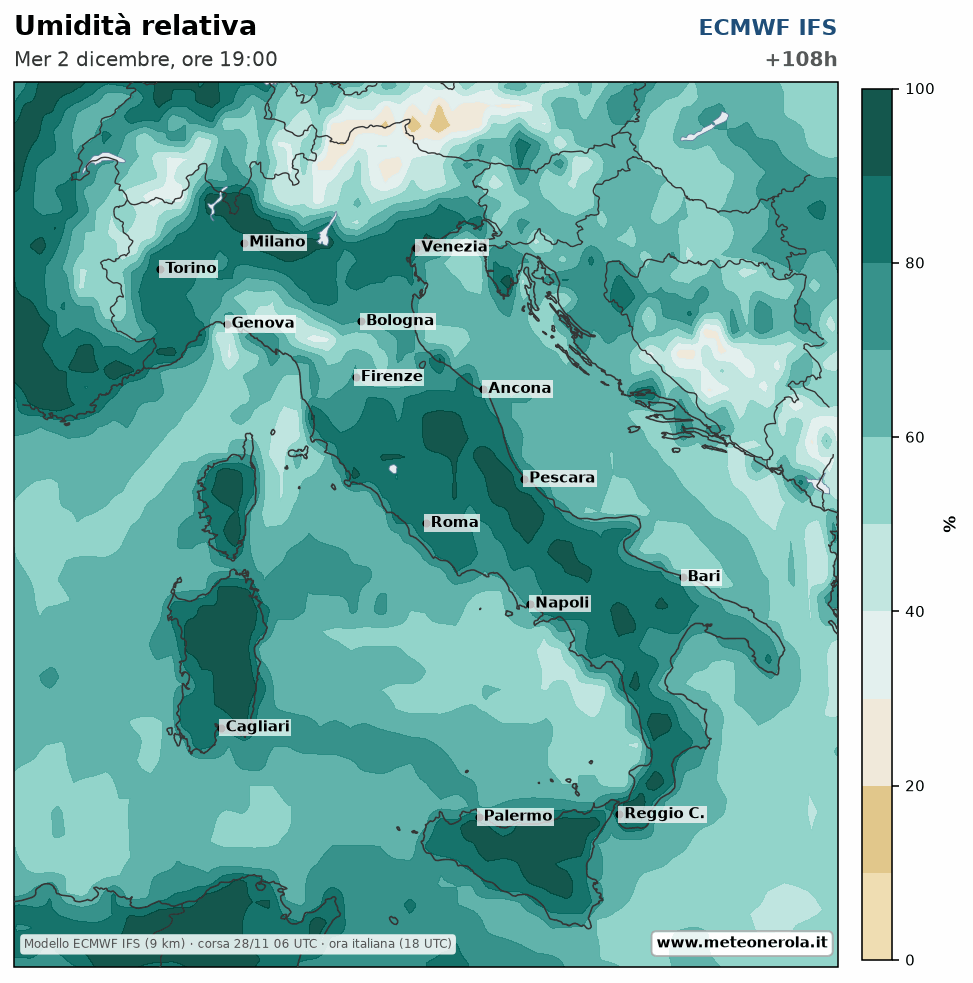 Umidità relativa
ECMWF IFS
Mer 2 dicembre, ore 19:00
+108h
100
80
60
40
20
0
%
Milano
Venezia
Torino
Genova
Bologna
Firenze
Ancona
Pescara
Roma
Bari
Napoli
Cagliari
Palermo
Reggio C.
Modello ECMWF IFS (9 km) · corsa 28/11 06 UTC · ora italiana (18 UTC)
www.meteonerola.it